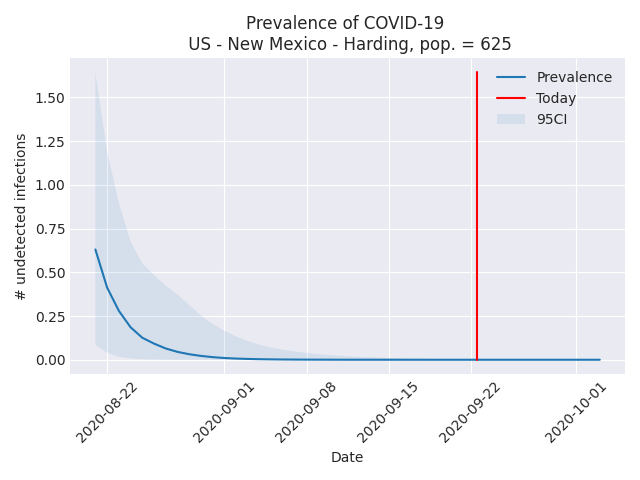 Prevalence of COVID-19
US - New Mexico - Harding, pop. = 625
Prevalence
Today
95CI
1.50
1.25
1.00
0.75
0.50
0.25
0.00
# undetected infections
2020-08-22
2020-09-01
2020-09-08
2020-09-15
2020-09-22
2020-10-01
Date